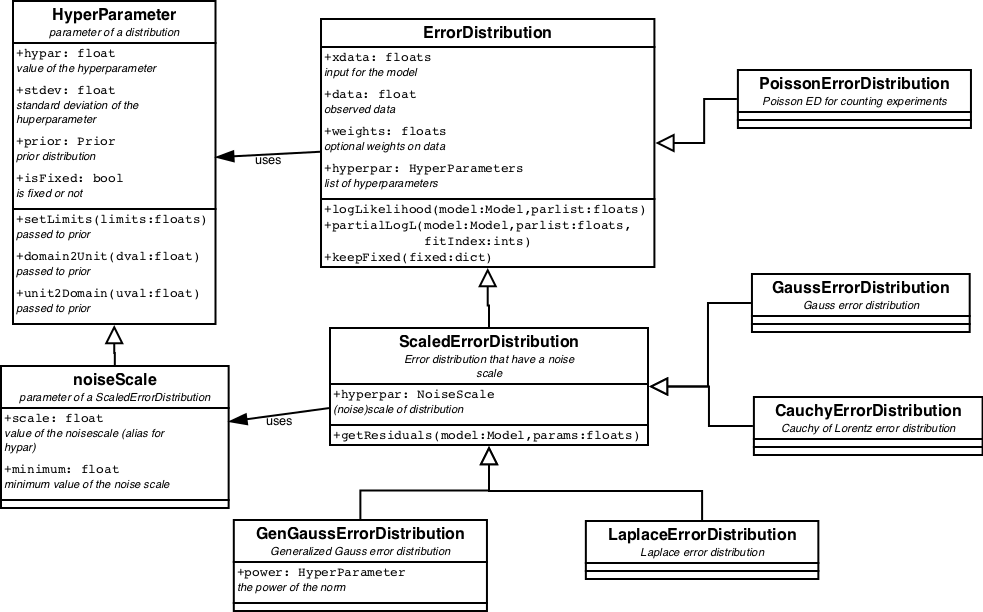 HyperParameter
parameter of a distribution
+hypar: float
value of the hyperparameter
+stdev: float
standard deviation of the
huperparameter
+prior: Prior
prior distribution
+isFixed: bool
is fixed or not
+setLimits(limits:floats)
passed to prior
+domain2Unit(dval:float)
passed to prior
+unit2Domain(uval:float)
passed to prior
uses
ErrorDistribution
+xdata: floats
input for the model
+data: float
observed data
+weights: floats
optional weights on data
+hyperpar: HyperParameters
list of hyperparameters
+logLikelihood(model:Model,parlist:floats)
+partialLogL(model:Model,parlist:floats,
fitIndex:ints)
+keepFixed(fixed:dict)
PoissonErrorDistribution
Poisson ED for counting experiments
noiseScale
parameter of a ScaledErrorDistribution
+scale: float
value of the noisescale (alias for
hypar)
+minimum: float
minimum value of the noise scale
uses
ScaledErrorDistribution
Error distribution that have a noise
scale
+hyperpar: NoiseScale
(noise)scale of distribution
+getResiduals(model:Model,params:floats)
GaussErrorDistribution
Gauss error distribution
CauchyErrorDistribution
Cauchy of Lorentz error distribution
GenGaussErrorDistribution
Generalized Gauss error distribution
+power: HyperParameter
the power of the norm
LaplaceErrorDistribution
Laplace error distribution